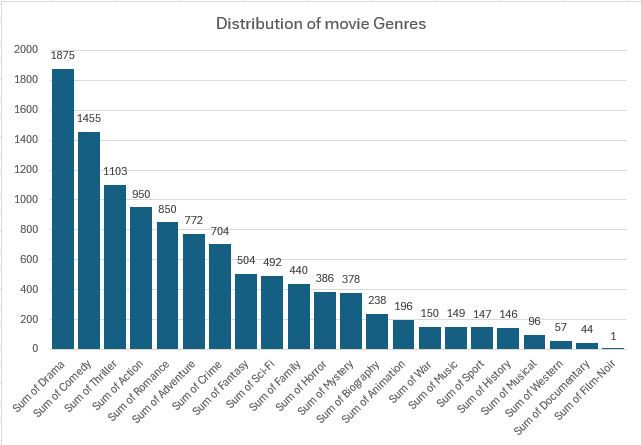 Distribution of movie Genres
2000
1800
1600
1400
1200
1000
800
600
400
200
0
1875
1455
1103
950
850
772
704
504
492
440
386
378
238
196
150
149
147
146
96
57
44
1
Sum of Drama
Sum of Comedy
Sum of Thriller
Sum of Action
Sum of Romance
Sum of Adventure
Sum of Crime
Sum of Fantasy
Sum of Sci-Fi
Sum of Family
Sum of Horror
Sum of Mystery
Sum of Biography
Sum of Animation
Sum of War
Sum of Music
Sum of Sport
Sum of History
Sum of Musical
Sum of Western
Sum of Documentary
Sum of Film-Noir